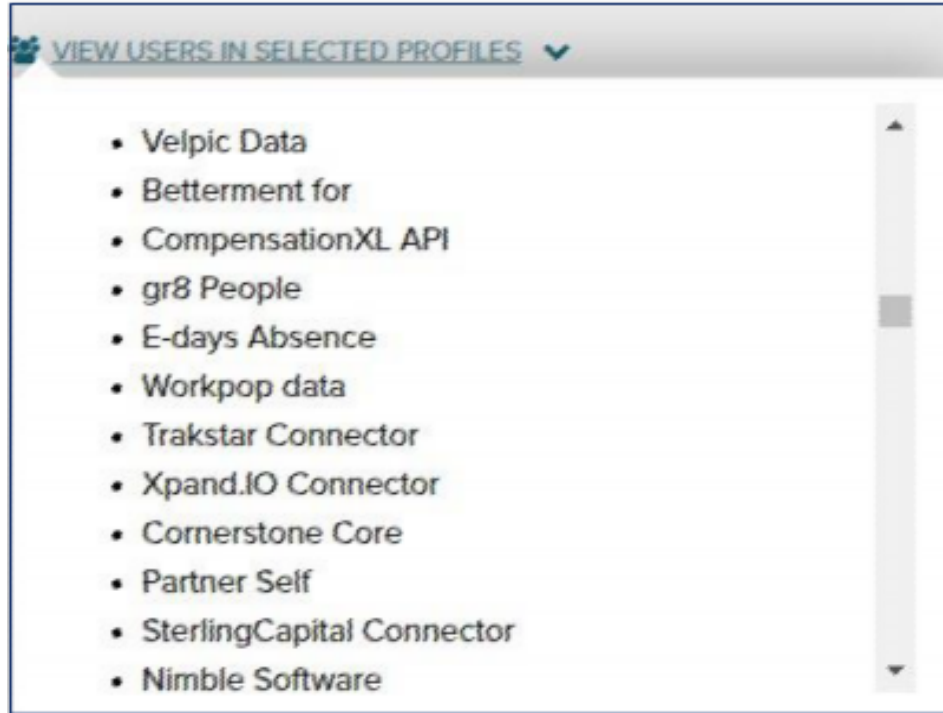 VIEW USERS IN SELECTED PROFILES
• Velpic Data
• Betterment for
• CompensationXL API
• gr8 People
• E-days Absence
• Workpop data
• Trakstar Connector
• Xpand.IO Connector
• Cornerstone Core
• Partner Self
• SterlingCapital Connector
• Nimble Software